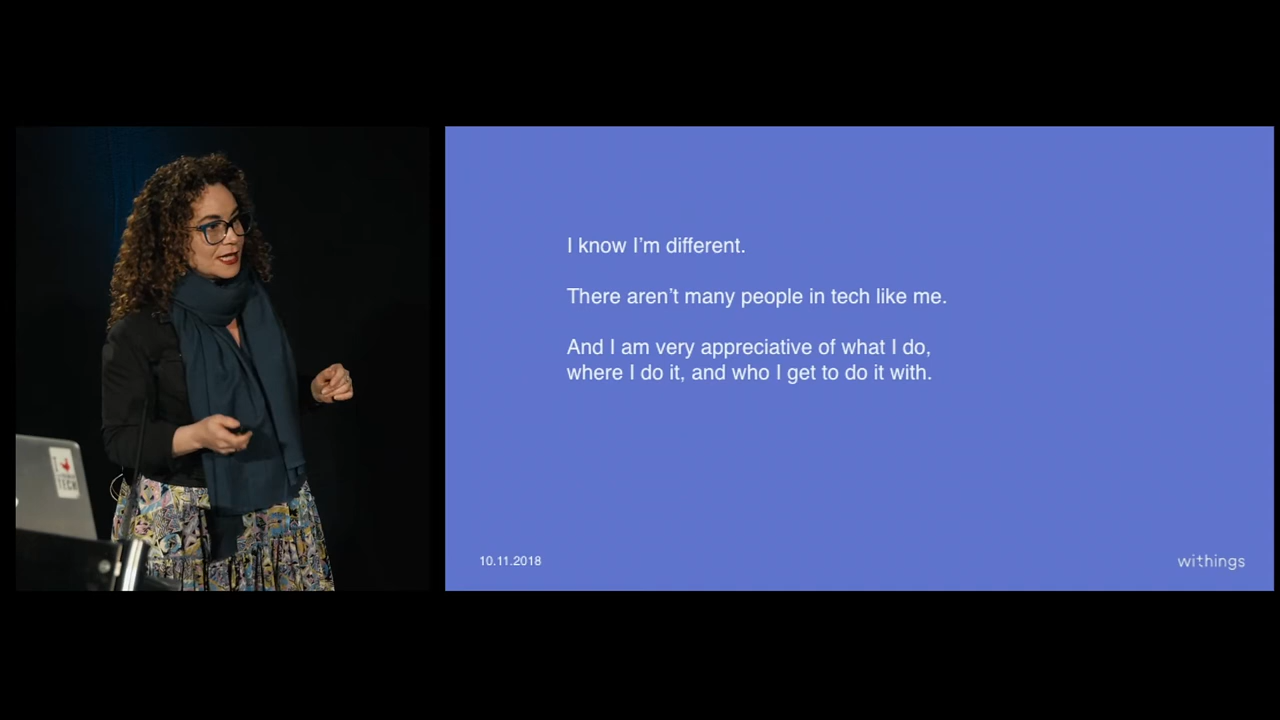 I know I'm different.
There aren't many people in tech like me.
And I am very appreciative of what I do,
where I do it, and who I get to do it with.
10.11.2018
withings
I
TECH